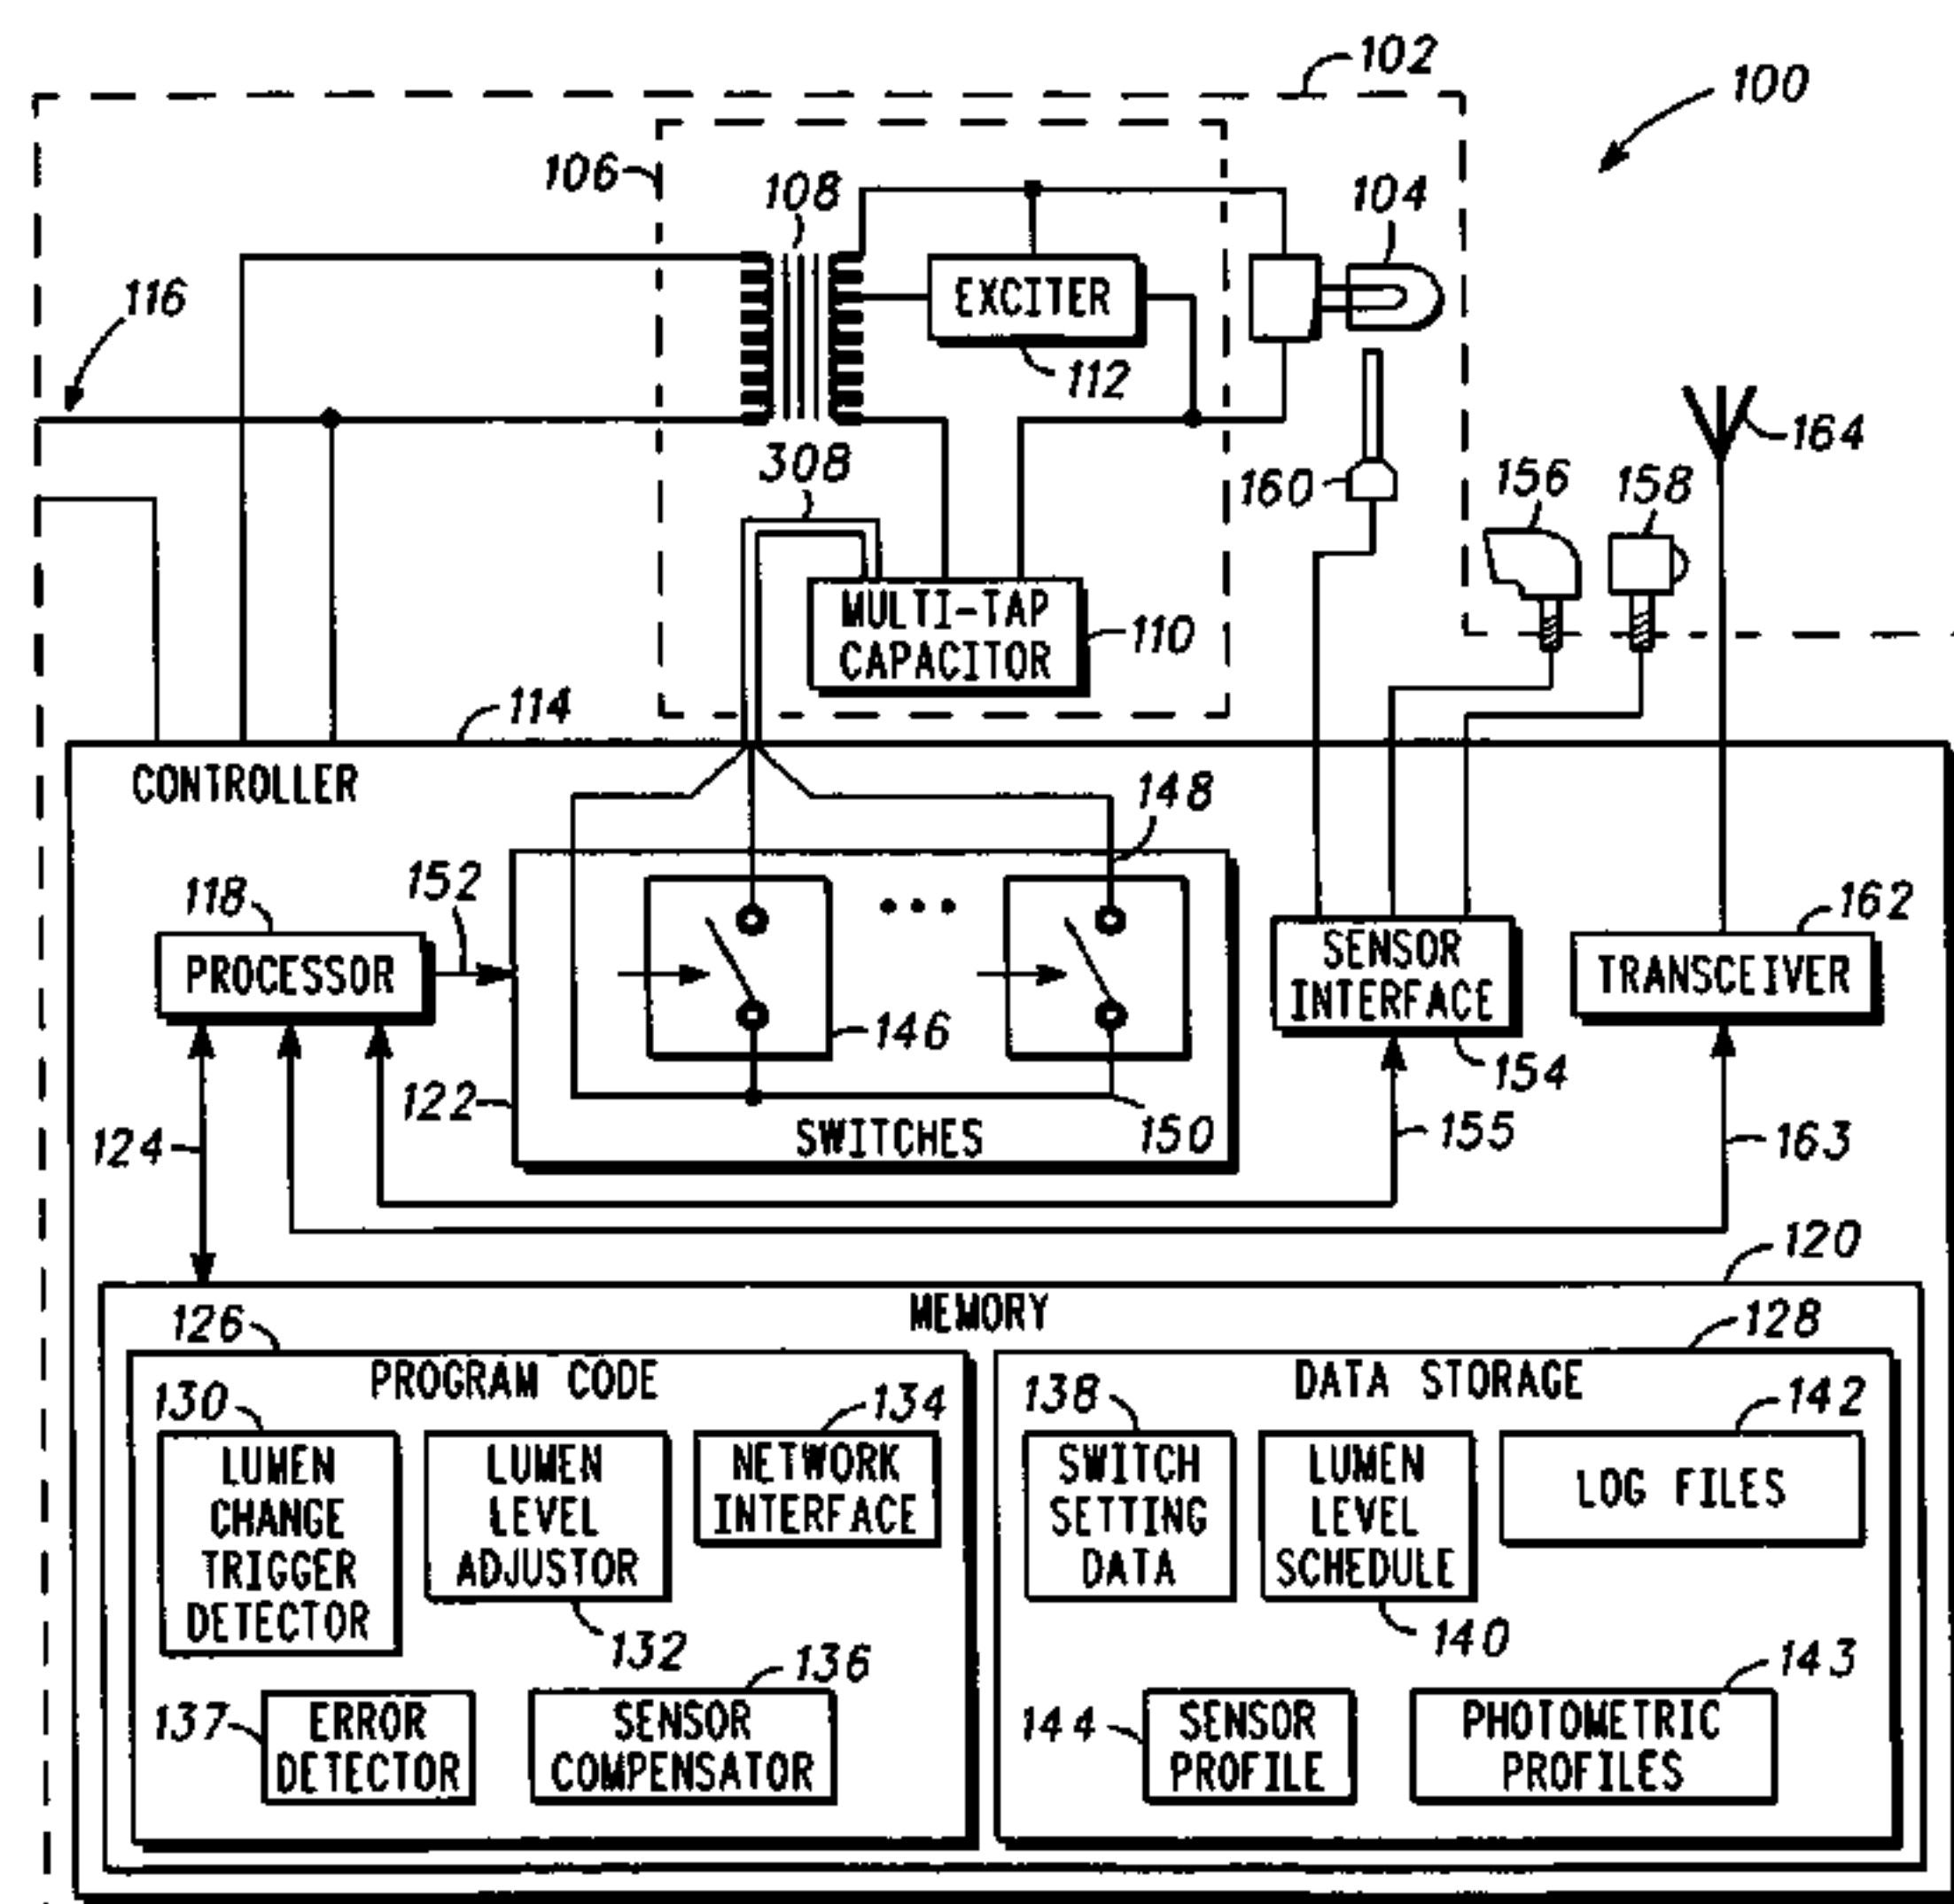 102
100
106
108
104
116
EXCITER
112
164
308
160
156
158
MULTI-TAP
CAPACITOR
110
114
CONTROLLER
148
118
152
162
PROCESSOR
SENSOR
INTERFACE
TRANSCEIVER
146
154
122
150
SWITCHES
124
155
163
120
MEMORY
126
128
PROGRAM CODE
DATA STORAGE
130
134
138
142
LUMEN
CHANGE
TRIGGER
DETECTOR
LUMEN
LEVEL
ADJUSTOR
NETWORK
INTERFACE
SWITCH
SETTING
DATA
LUMEN
LEVEL
SCHEDULE
LOG FILES
132
136
140
143
137
ERROR
DETECTOR
SENSOR
COMPENSATOR
144
SENSOR
PROFILE
PHOTOMETRIC
PROFILES